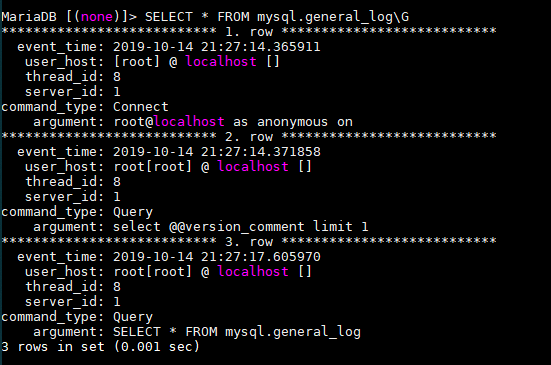 MariaDB [(none)]> SELECT * FROM mysql.general_log\G
*************************** 1. row ***************************
  event_time: 2019-10-14 21:27:14.365911
   user_host: [root] @ localhost []
   thread_id: 8
   server_id: 1
command_type: Connect
    argument: root@localhost as anonymous on
*************************** 2. row ***************************
  event_time: 2019-10-14 21:27:14.371858
   user_host: root[root] @ localhost []
   thread_id: 8
   server_id: 1
command_type: Query
    argument: select @@version_comment limit 1
*************************** 3. row ***************************
  event_time: 2019-10-14 21:27:17.605970
   user_host: root[root] @ localhost []
   thread_id: 8
   server_id: 1
command_type: Query
    argument: SELECT * FROM mysql.general_log
3 rows in set (0.001 sec)